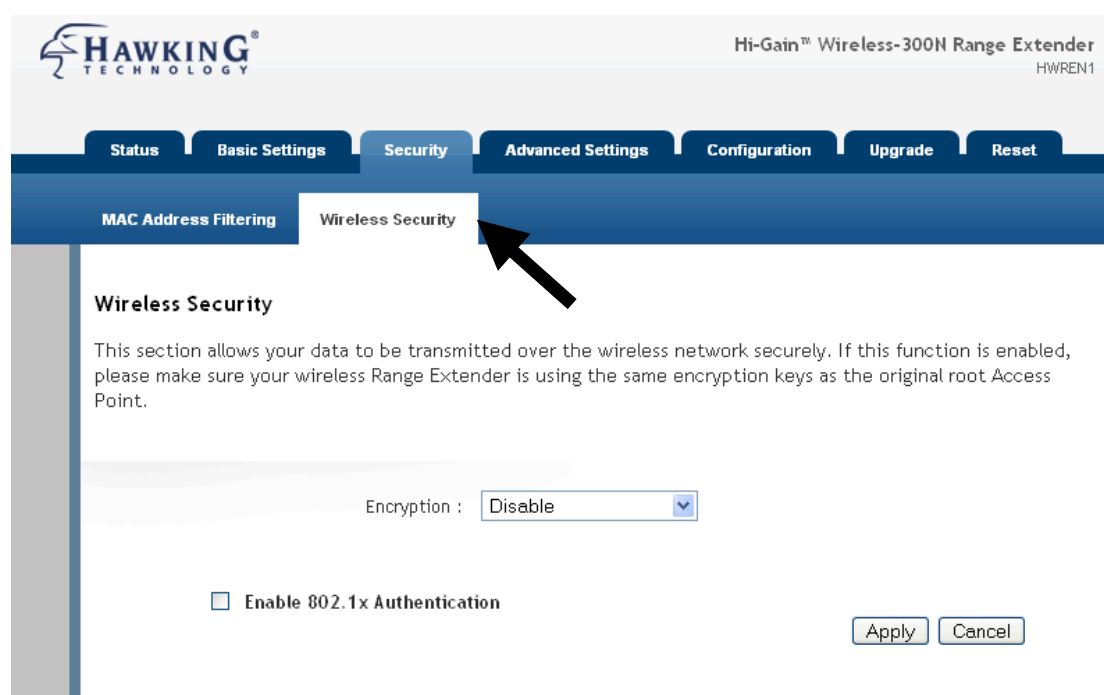 HAWKING®
TECHNOLOGY
Hi-Gain™ Wireless-300N Range Extender
HWREN1
Status Basic Settings Security Advanced Settings Configuration Upgrade Reset
MAC Address Filtering Wireless Security
Wireless Security
This section allows your data to be transmitted over the wireless network securely. If this function is enabled,
please make sure your wireless Range Extender is using the same encryption keys as the original root Access
Point.
Encryption : Disable
Enable 802.1x Authentication
Apply Cancel